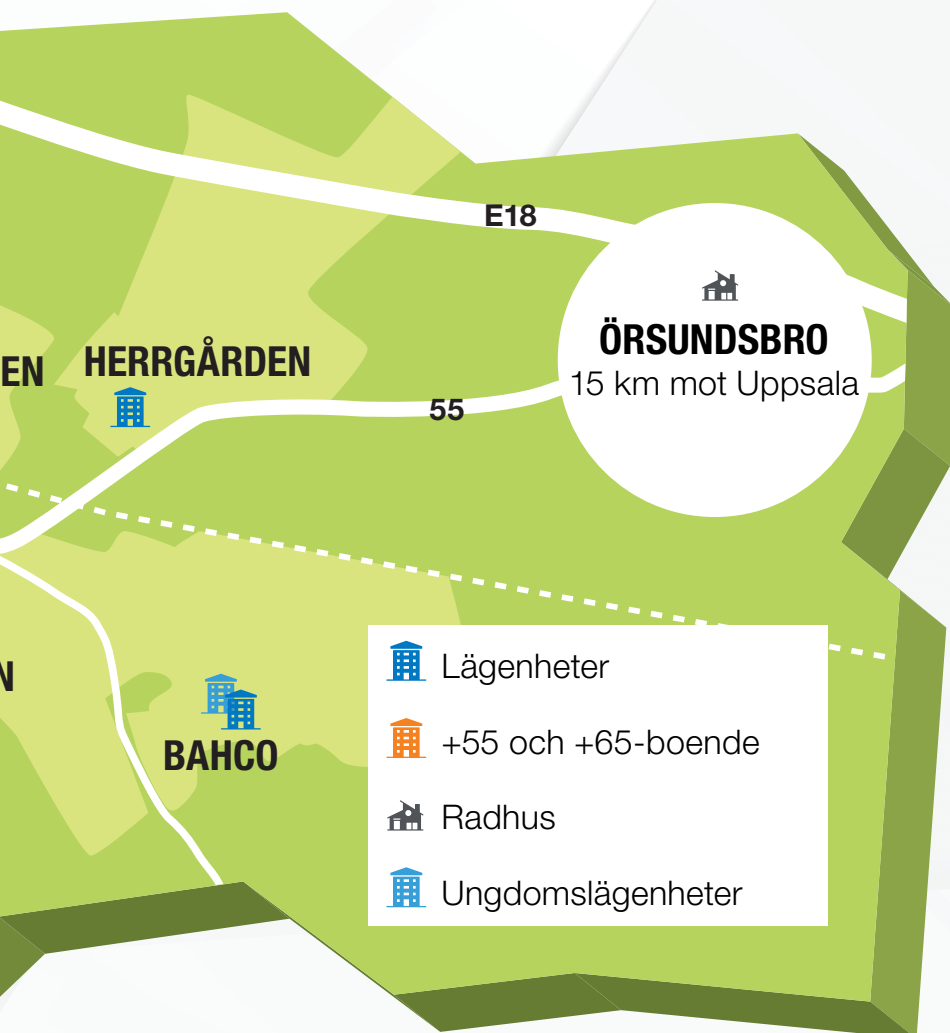 E18
ÖRSUNDSBRO
15 km mot Uppsala
EN
HERRGÅRDEN
55
N
BAHCO
Lägenheter
+55 och +65-boende
Radhus
Ungdomslägenheter